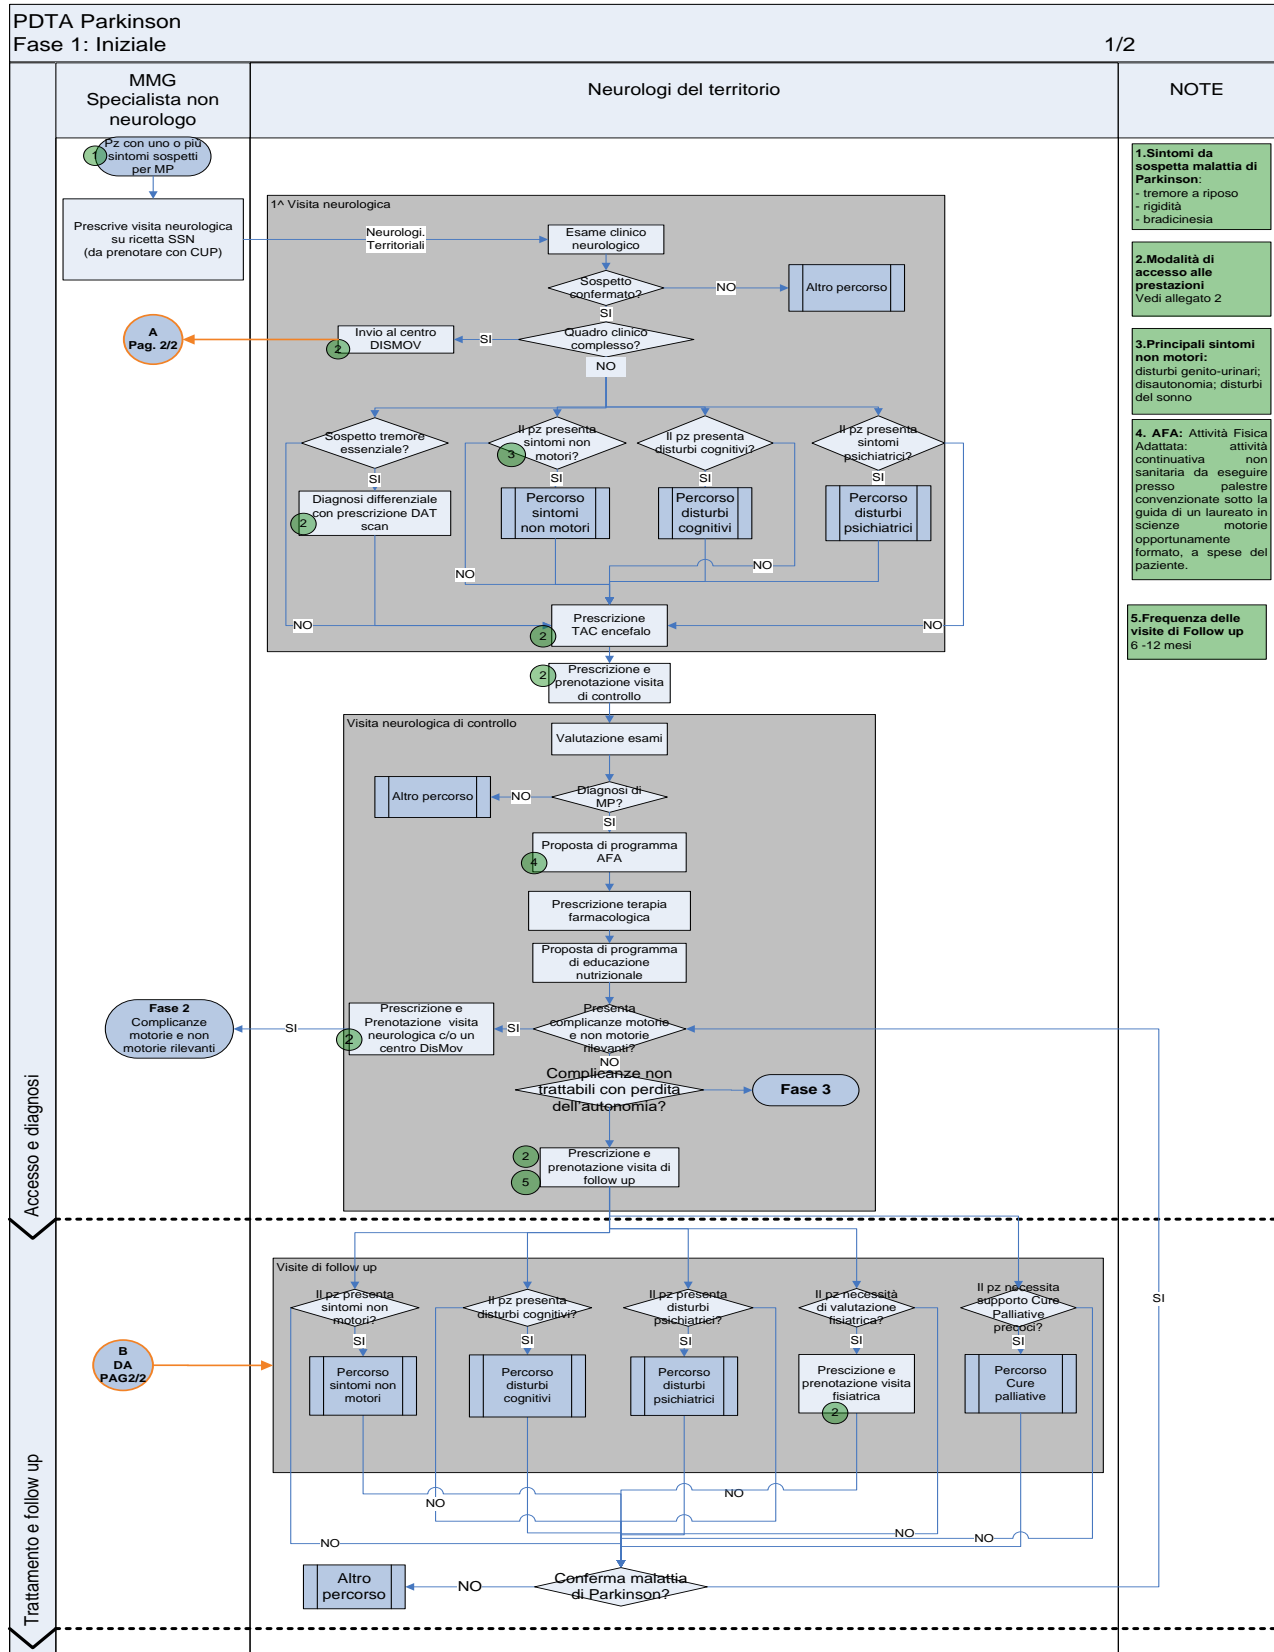 PDTA Parkinson
Fase 1: Iniziale
1/2
MMG
Specialista non
neurologo
Neurologi del territorio
NOTE
1
Pz con uno o più
sintomi sospetti
per MP
Prescrive visita neurologica
su ricetta SSN
(da prenotare con CUP)
Neurologi.
Territoriali
1^ Visita neurologica
Esame clinico
neurologico
Sospetto
confermato?
NO
Altro percorso
SI
Quadro clinico
complesso?
SI
Invio al centro
DISMOV
2
A
Pag. 2/2
NO
Sospetto tremore
essenziale?
Il pz presenta
sintomi non
motori?
3
Il pz presenta
disturbi cognitivi?
Il pz presenta
sintomi
psichiatrici?
SI
SI
SI
SI
Diagnosi differenziale
con prescrizione DAT
scan
2
Percorso
sintomi
non motori
Percorso
disturbi
cognitivi
Percorso
disturbi
psichiatrici
NO
NO
NO
NO
Prescrizione
TAC encefalo
2
Prescrizione e
prenotazione visita
di controllo
2
Visita neurologica di controllo
Valutazione esami
Diagnosi di
MP?
NO
Altro percorso
SI
Proposta di programma
AFA
4
Prescrizione terapia
farmacologica
Proposta di programma
di educazione
nutrizionale
Presenta
complicanze motorie
e non motorie
rilevanti?
SI
Prescrizione e
Prenotazione visita
neurologica c/o un
centro DisMov
2
SI
Fase 2
Complicanze
motorie e non
motorie rilevanti
NO
Complicanze non
trattabili con perdita
dell'autonomia?
Fase 3
Prescrizione e
prenotazione visita di
follow up
2
5
Accesso e diagnosi
Visite di follow up
Il pz presenta
sintomi non
motori?
Il pz presenta
disturbi cognitivi?
Il pz presenta
disturbi
psichiatrici?
Il pz necessità
di valutazione
fisiatrica?
Il pz necessita
supporto Cure
Palliative
precoci?
SI
SI
SI
SI
SI
SI
B
DA
PAG2/2
Percorso
sintomi non
motori
Percorso
disturbi
cognitivi
Percorso
disturbi
psichiatrici
Prescizione e
prenotazione visita
fisiatrica
2
Percorso
Cure
palliative
NO
NO
NO
NO
NO
Conferma malattia
di Parkinson?
NO
Altro
percorso
Trattamento e follow up
1.Sintomi da
sospetta malattia di
Parkinson:
- tremore a riposo
- rigidità
- bradicinesia
2.Modalità di
accesso alle
prestazioni
Vedi allegato 2
3.Principali sintomi
non motori:
disturbi genito-urinari;
disautonomia; disturbi
del sonno
4. AFA: Attività Fisica
Adattata: attività
continuativa non
sanitaria da eseguire
presso palestre
convenzionate sotto la
guida di un laureato in
scienze motorie
opportunamente
formato, a spese del
paziente.
5.Frequenza delle
visite di Follow up
6 -12 mesi